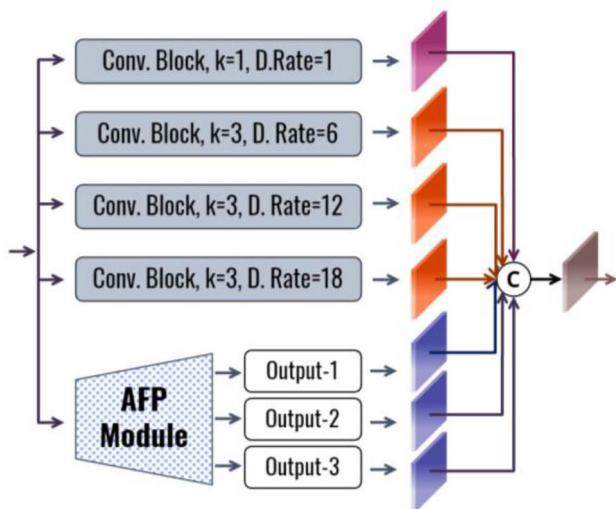 Conv. Block, k=1, D.Rate=1
Conv. Block, k=3, D. Rate=6
Conv. Block, k=3, D. Rate=12
Conv. Block, k=3, D. Rate=18
C
AFP
Module
Output-1
Output-2
Output-3